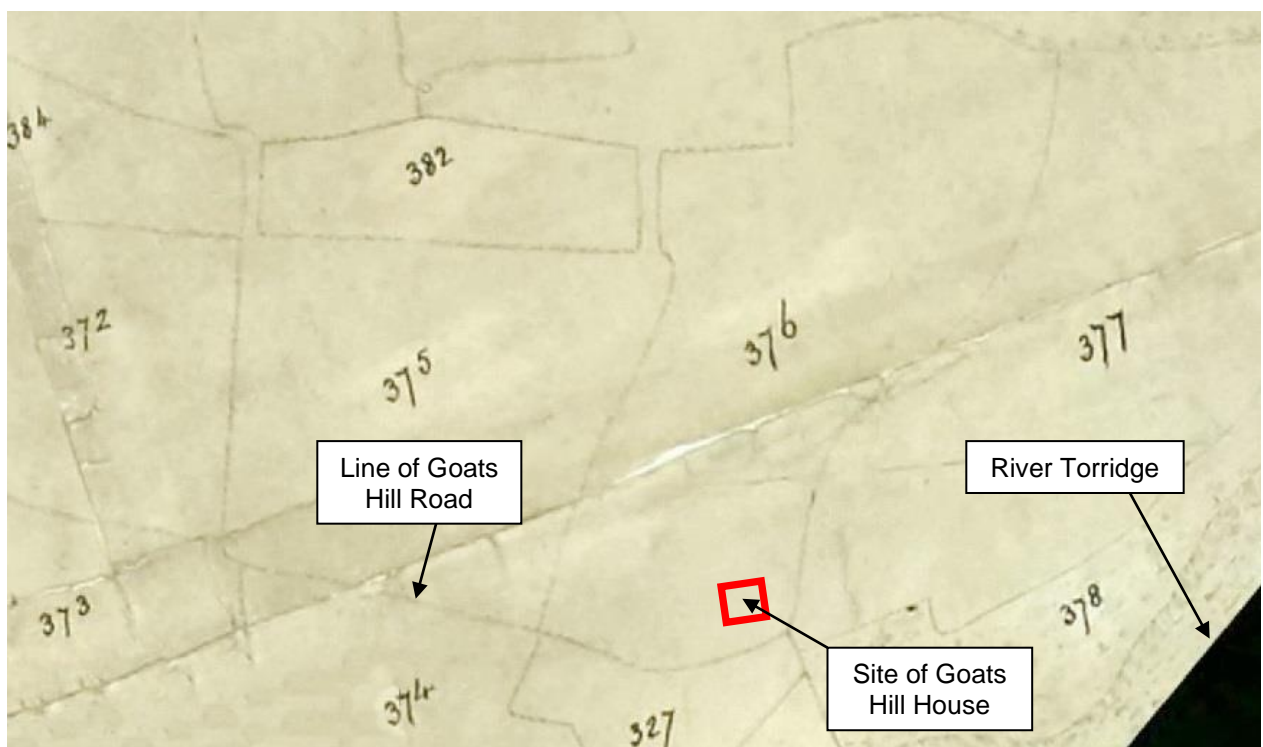 384
382
372
375
376
377
Line of Goats
Hill Road
River Torridge
373
374
327
378
Site of Goats
Hill House